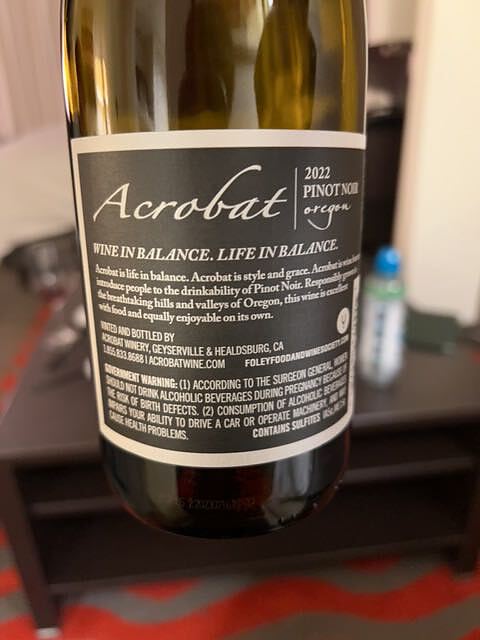 Acrobat
2022
PINOT NOIR
oregon
WINE IN BALANCE. LIFE IN BALANCE.
Acrobat is life in balance. Acrobat is style and grace. Acrobat is wine
introduce people to the drinkability of Pinot Noir. Responsibly grown
the breathtaking hills and valleys of Oregon, this wine is excellent
with food and equally enjoyable on its own.
VINTED AND BOTTLED BY
ACROBAT WINERY, GEYSERVILLE & HEALDSBURG, CA
1.855.833.8688 | ACROBATWINE.COM
FOLEYFOODANDWINESOCIETY.COM
GOVERNMENT WARNING: (1) ACCORDING TO THE SURGEON GENERAL, WOMEN
SHOULD NOT DRINK ALCOHOLIC BEVERAGES DURING PREGNANCY BECAUSE OF
THE RISK OF BIRTH DEFECTS. (2) CONSUMPTION OF ALCOHOLIC BEVERAGES
IMPAIRS YOUR ABILITY TO DRIVE A CAR OR OPERATE MACHINERY, AND MAY
CAUSE HEALTH PROBLEMS.
CONTAINS SULFITES